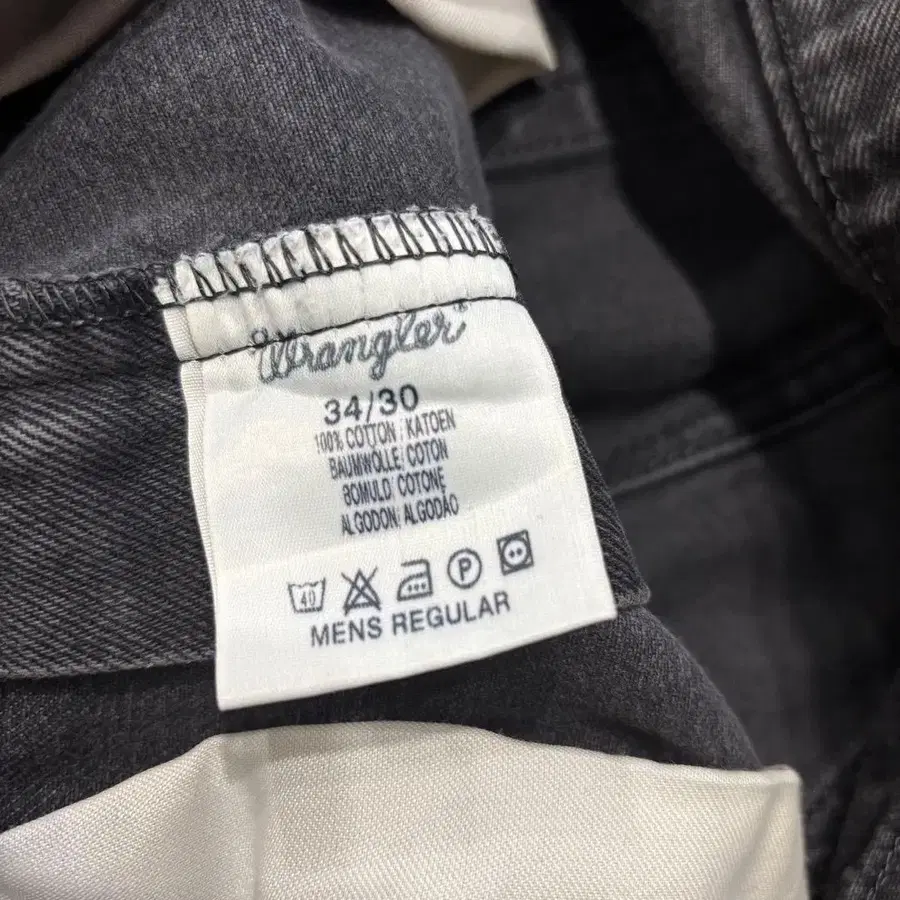 Wrangler
34/30
100% COTTON/KATOEN
BAUMWOLLE/COTON
BOMULD/COTONE
ALGODON/ALGODÃO
40 P
MENS REGULAR